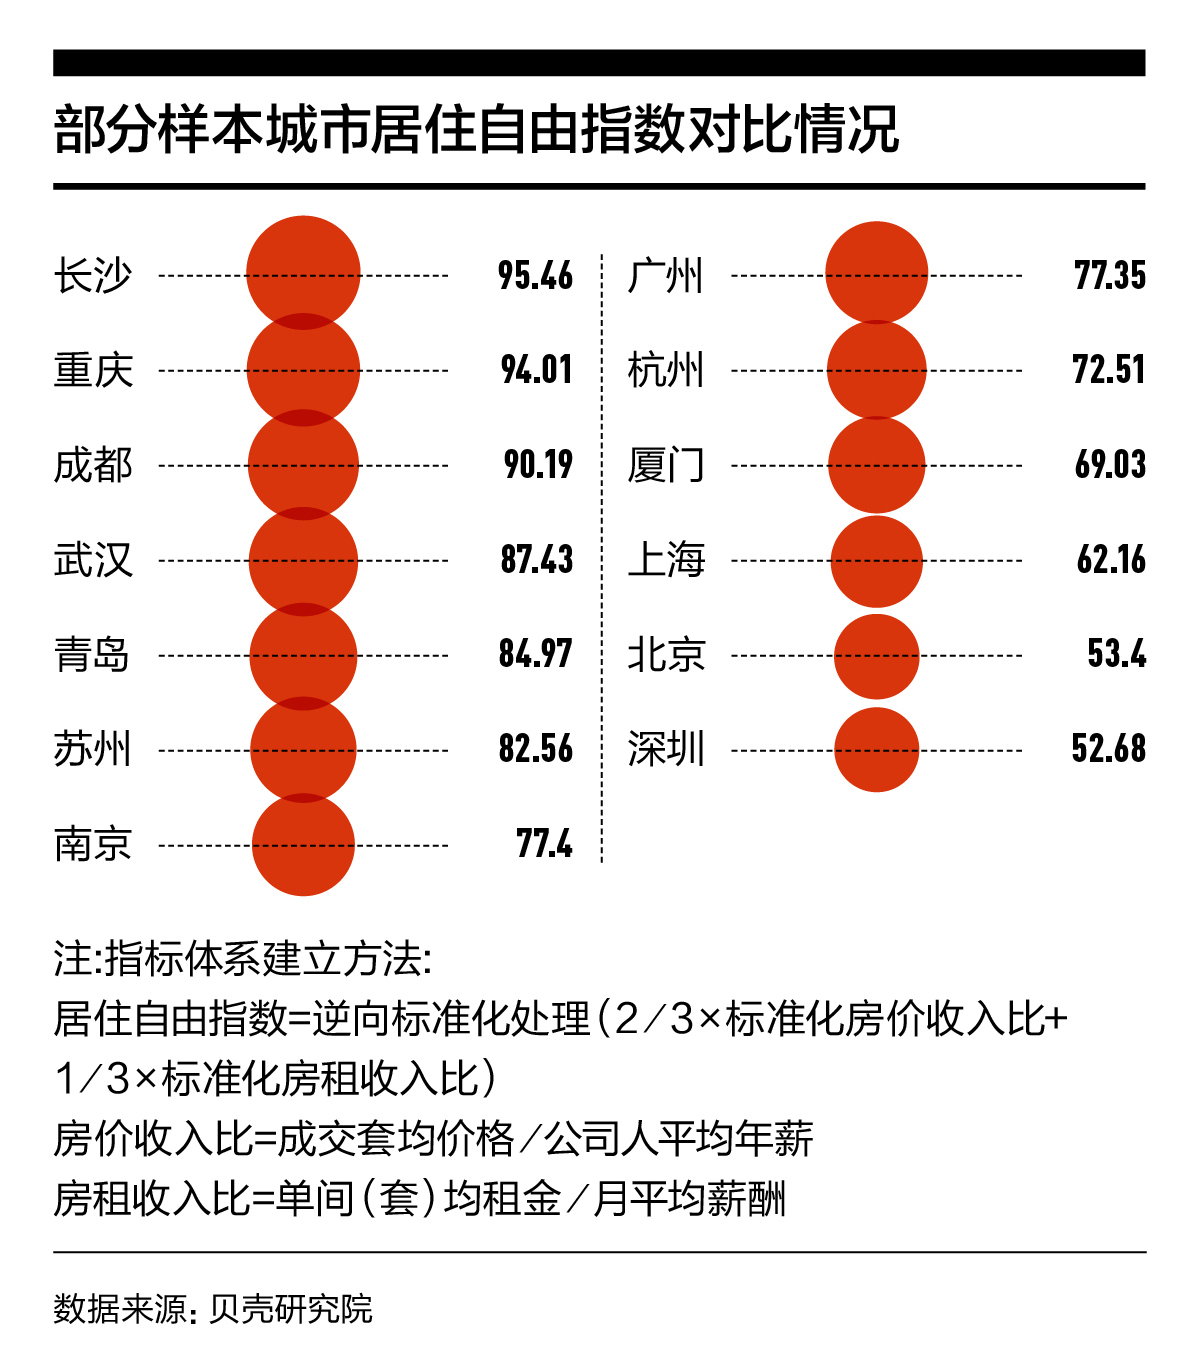 部分样本城市居住自由指数对比情况
长沙 95.46
重庆 94.01
成都 90.19
武汉 87.43
青岛 84.97
苏州 82.56
南京 77.4
广州 77.35
杭州 72.51
厦门 69.03
上海 62.16
北京 53.4
深圳 52.68
注:指标体系建立方法:
居住自由指数=逆向标准化处理(2/3×标准化房价收入比+
1/3×标准化房租收入比)
房价收入比=成交套均价格/公司人平均年薪
房租收入比=单间(套)均租金/月平均薪酬
数据来源:贝壳研究院